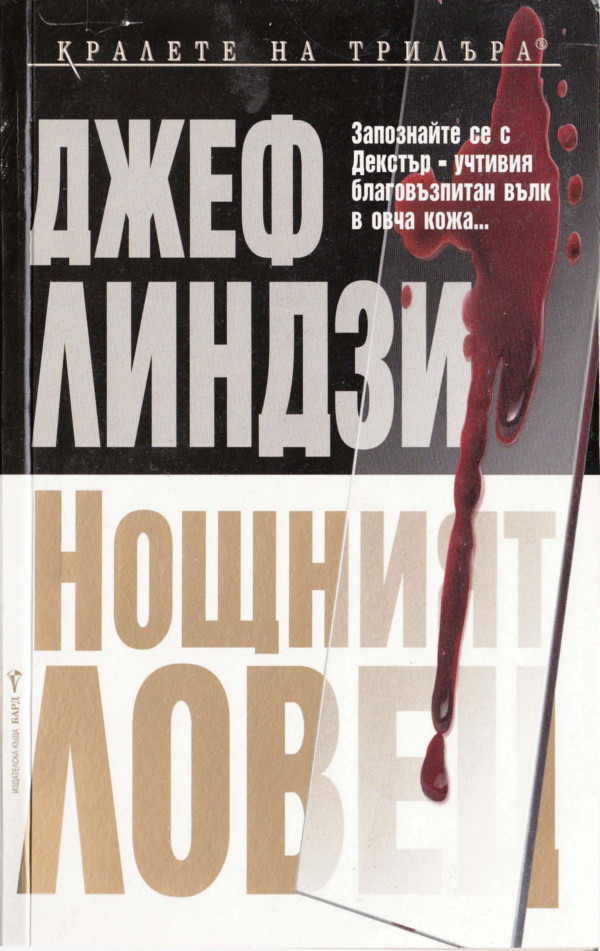 КРАЛЕТЕ НА ТРИЛЪРА®
ДЖЕФ
ЛИНДЗИ
Запознайте се с
Декстър - учтивия
благовъзпитан вълк
в овча кожа...
НОЩНИЯТ
ЛОВЕЦ
ИЗДАТЕЛСКА КЪЩА БАРД